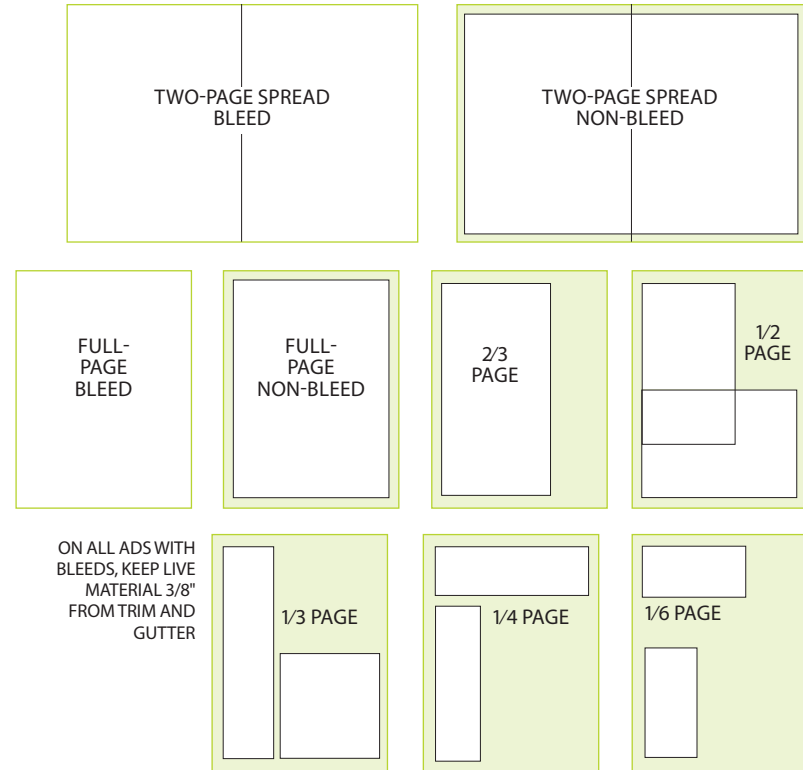 TWO-PAGE SPREAD
BLEED
TWO-PAGE SPREAD
NON-BLEED
FULL-
PAGE
BLEED
FULL-
PAGE
NON-BLEED
2/3
PAGE
1/2
PAGE
ON ALL ADS WITH
BLEEDS, KEEP LIVE
MATERIAL 3/8"
FROM TRIM AND
GUTTER
1/3 PAGE
1/4 PAGE
1/6 PAGE